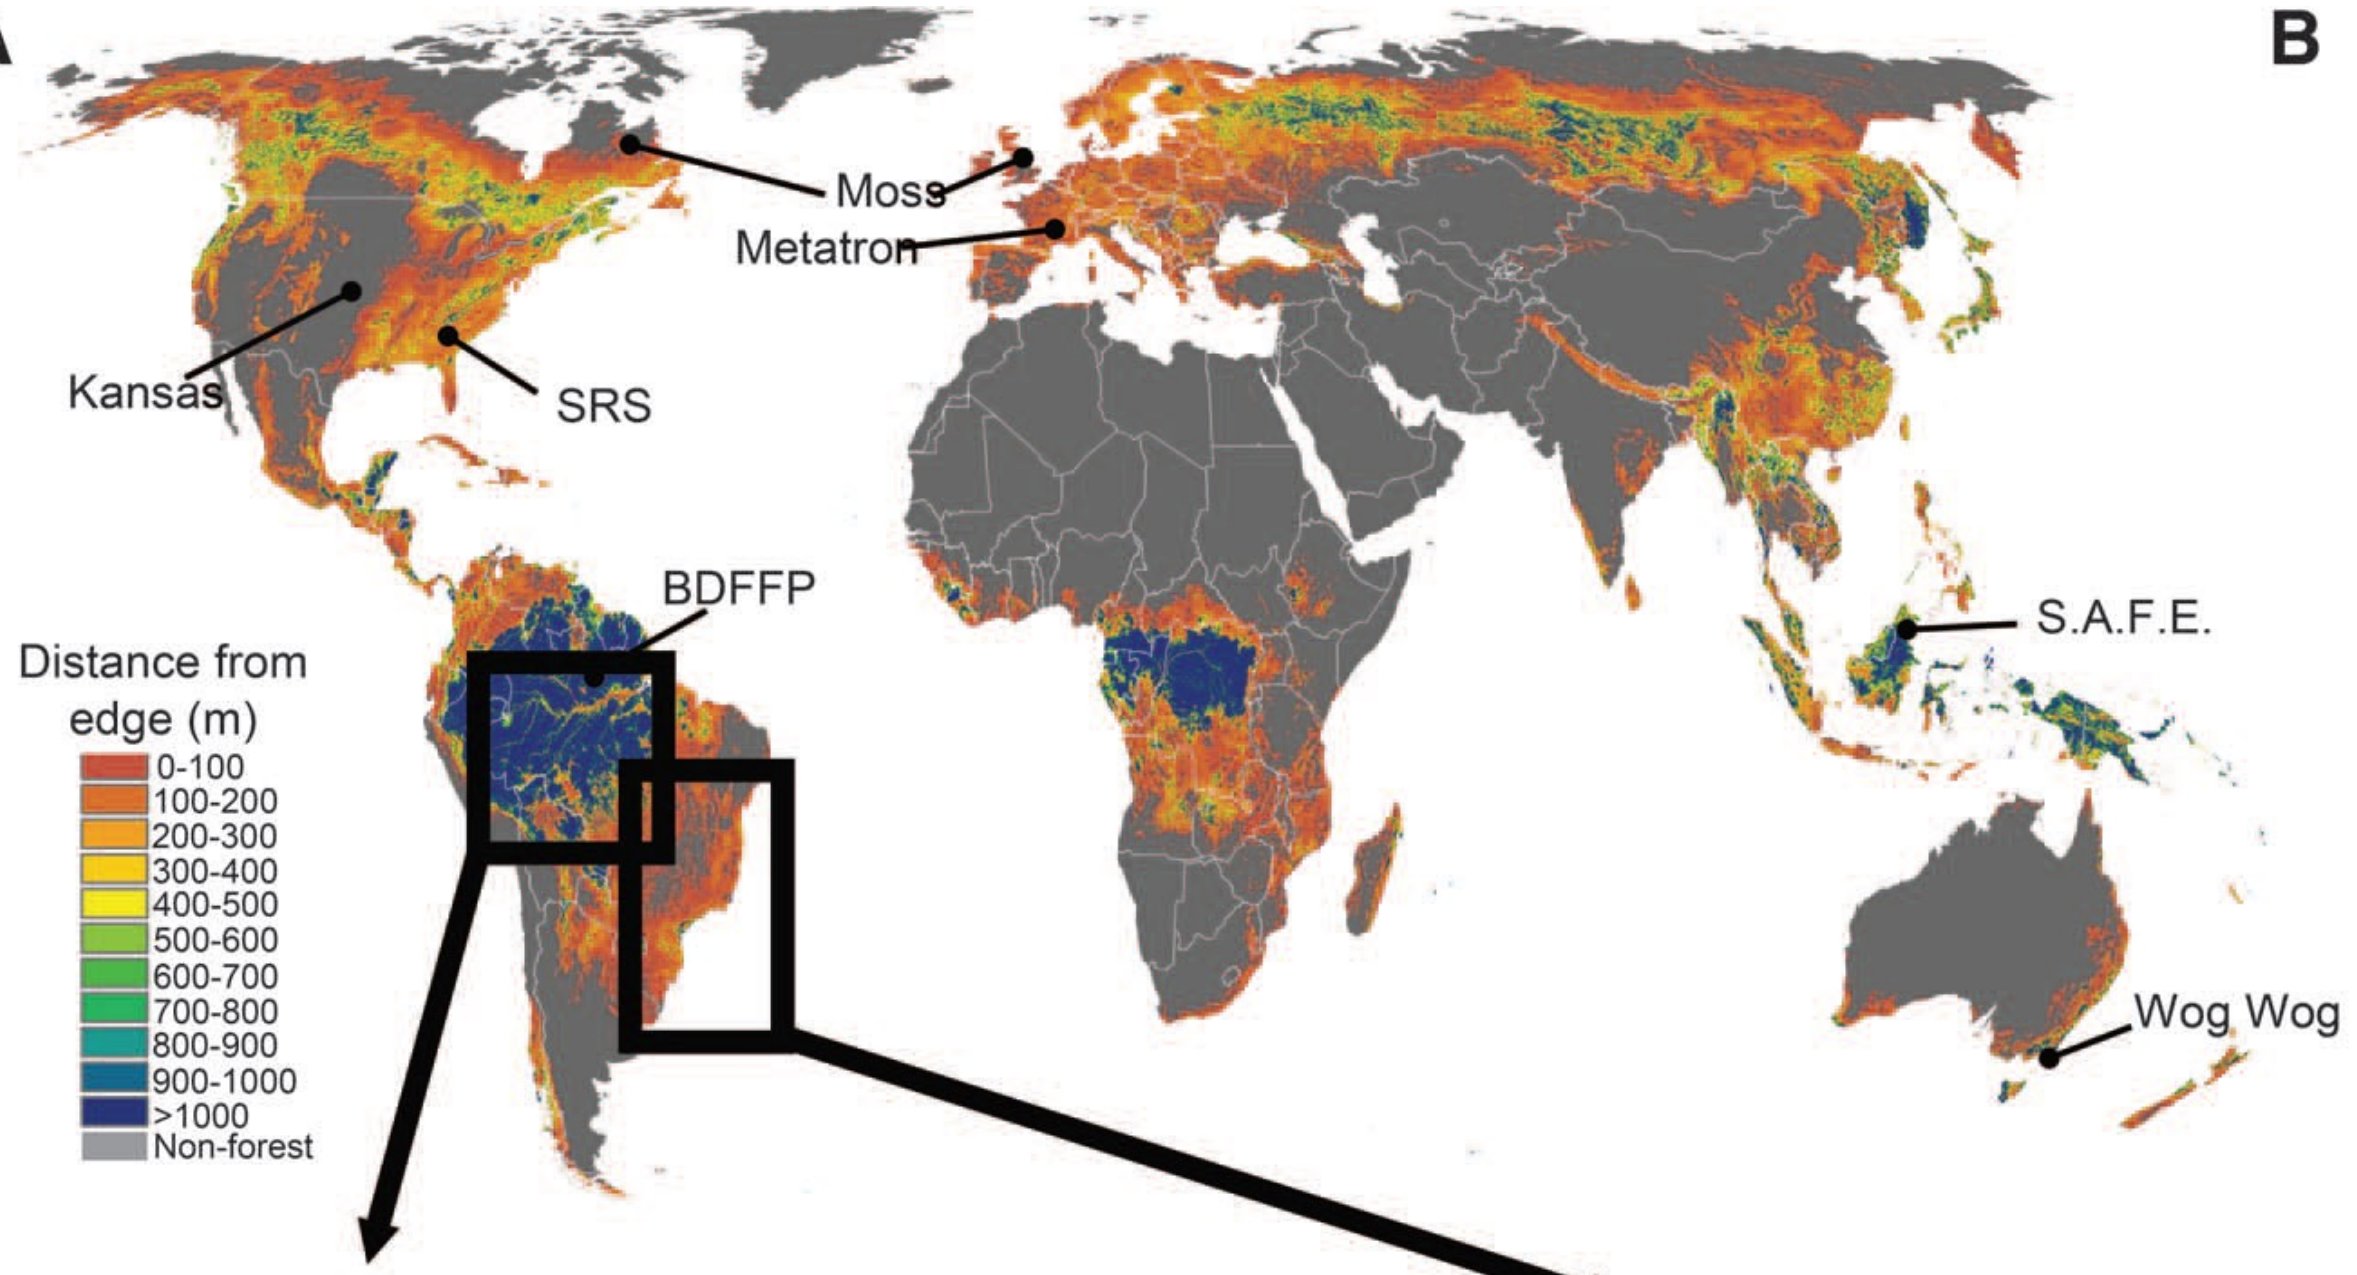 B
Moss
Metatron
Kansas
SRS
BDFFP
S.A.F.E.
Distance from
edge (m)
0-100
100-200
200-300
300-400
400-500
500-600
600-700
700-800
800-900
900-1000
>1000
Non-forest
Wog Wog